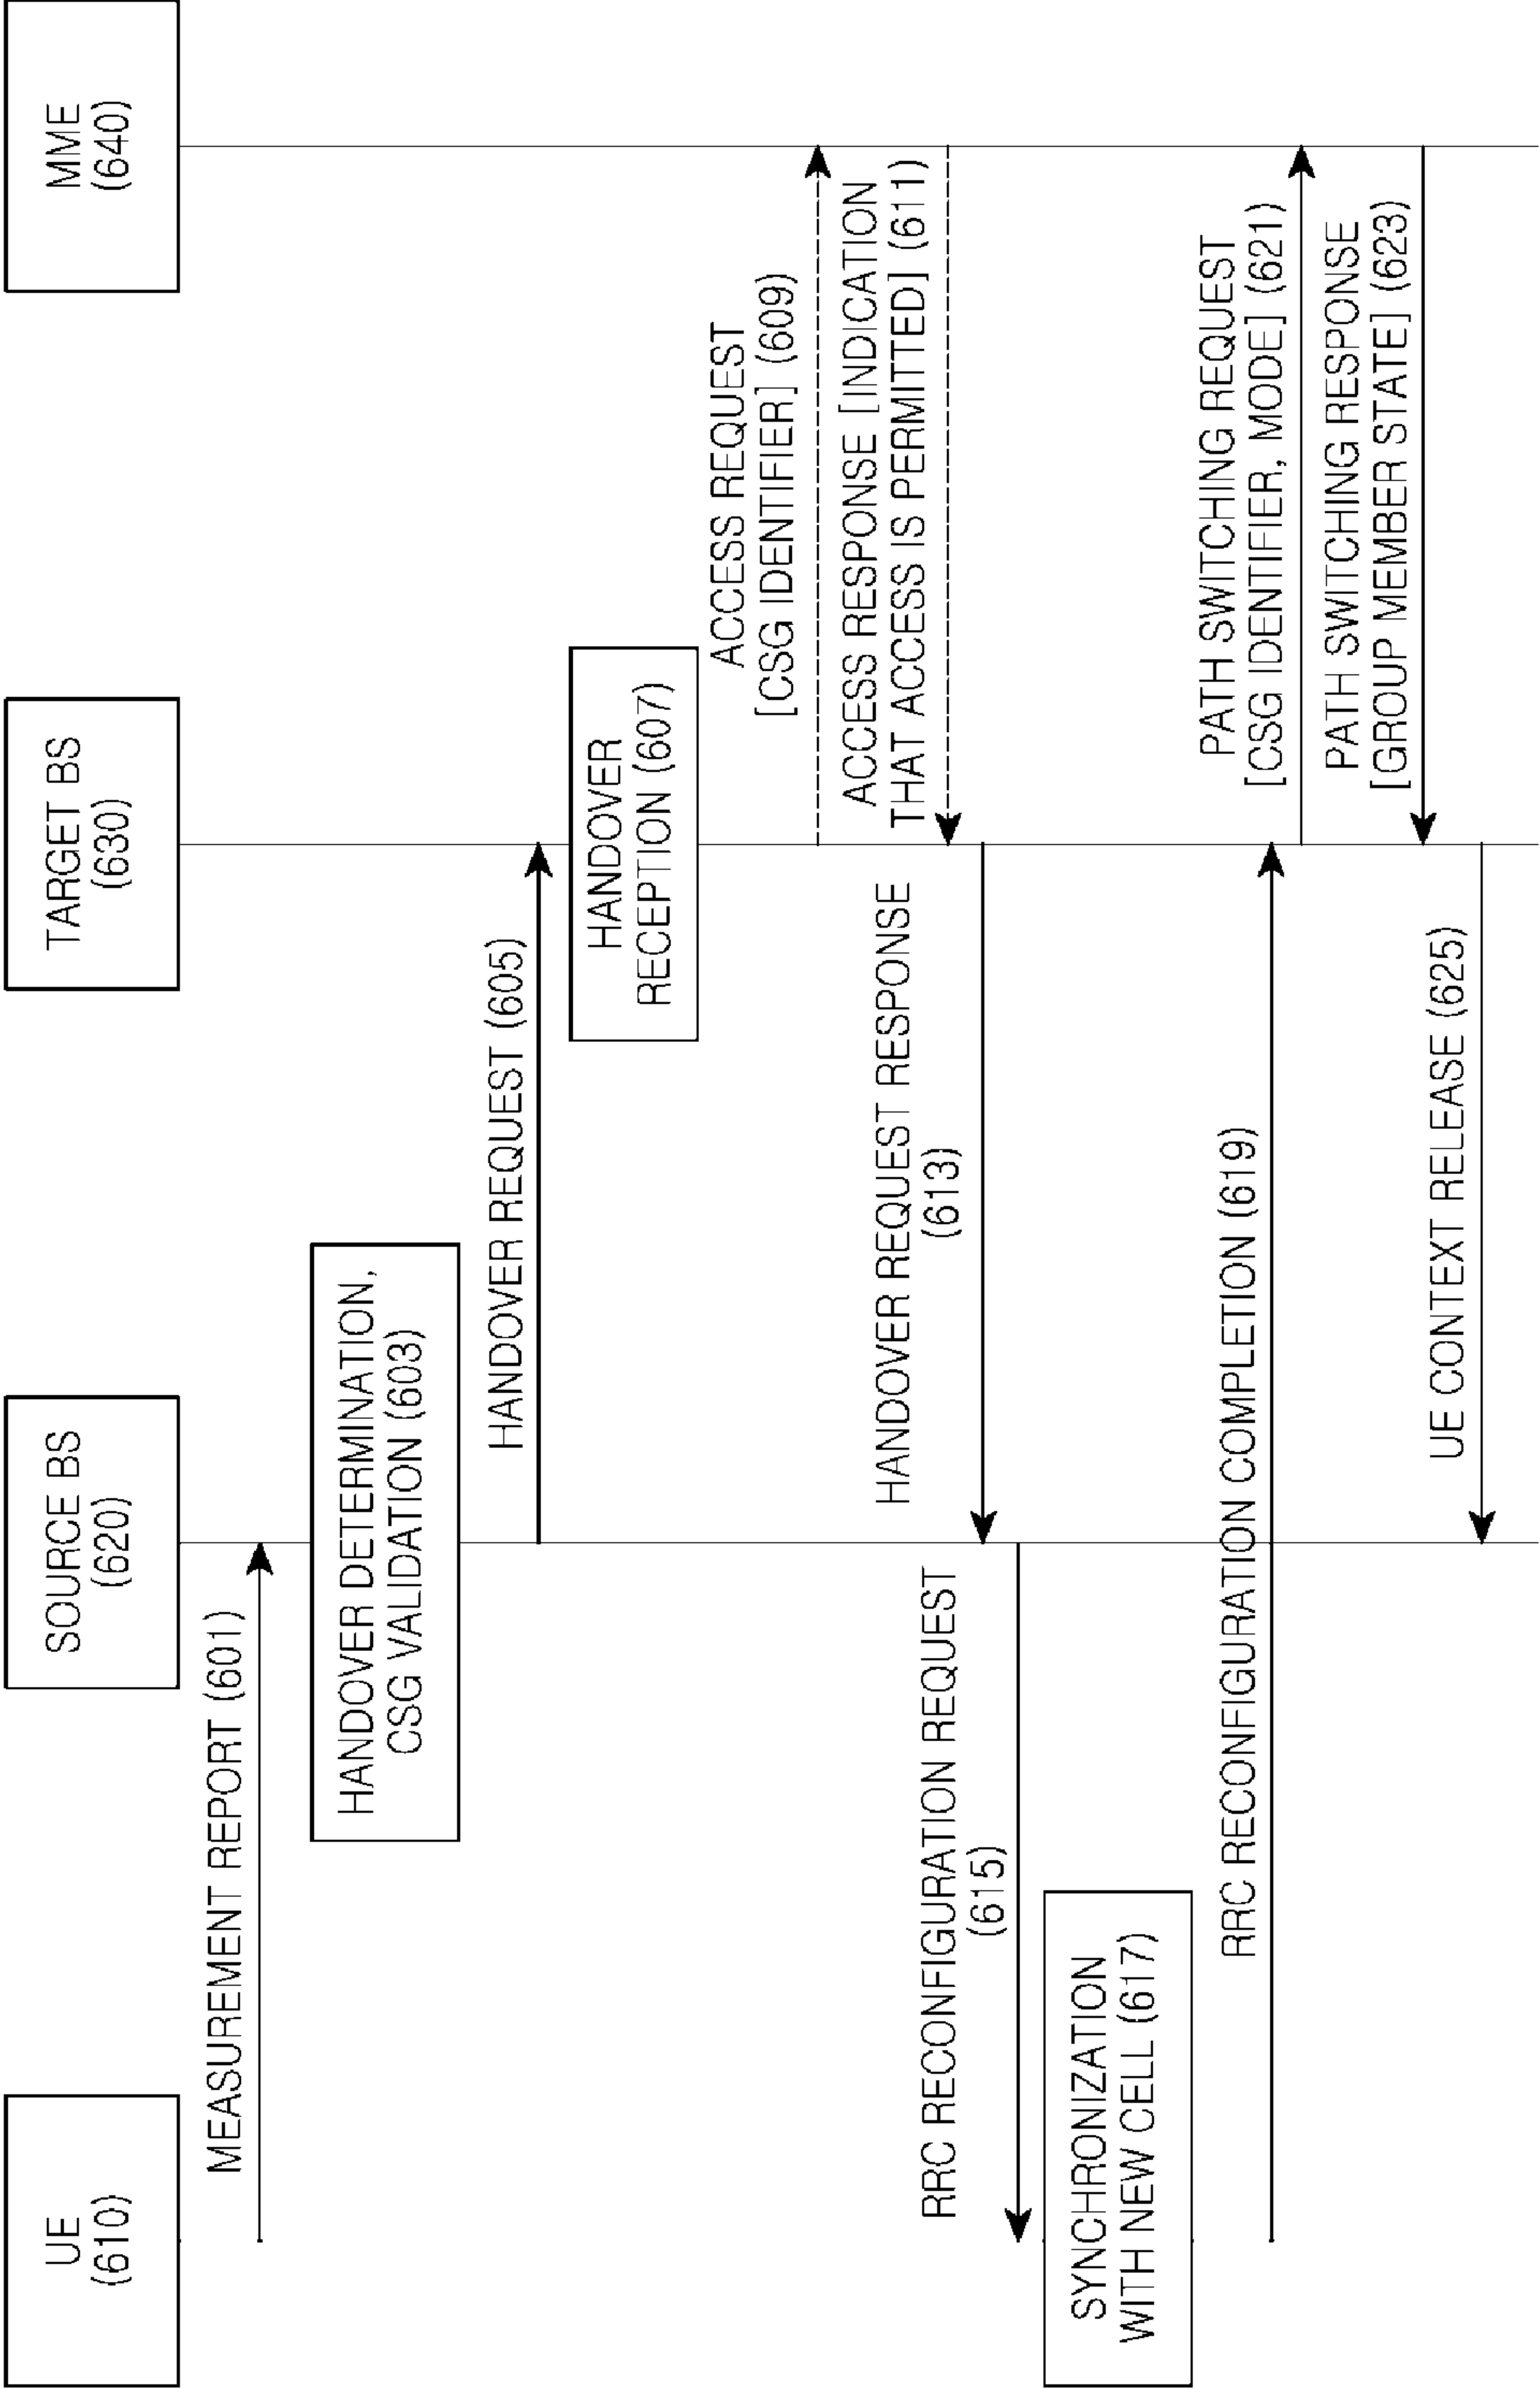 UE
(610)
SOURCE BS
(620)
TARGET BS
(630)
MME
(640)
MEASUREMENT REPORT (601)
HANDOVER DETERMINATION,
CSG VALIDATION (603)
HANDOVER REQUEST (605)
HANDOVER
RECEPTION (607)
ACCESS REQUEST
[CSG IDENTIFIER] (609)
ACCESS RESPONSE [INDICATION
THAT ACCESS IS PERMITTED] (611)
HANDOVER REQUEST RESPONSE
(613)
RRC RECONFIGURATION REQUEST
(615)
SYNCHRONIZATION
WITH NEW CELL (617)
RRC RECONFIGURATION COMPLETION (619)
PATH SWITCHING REQUEST
[CSG IDENTIFIER, MODE] (621)
PATH SWITCHING RESPONSE
[GROUP MEMBER STATE] (623)
UE CONTEXT RELEASE (625)